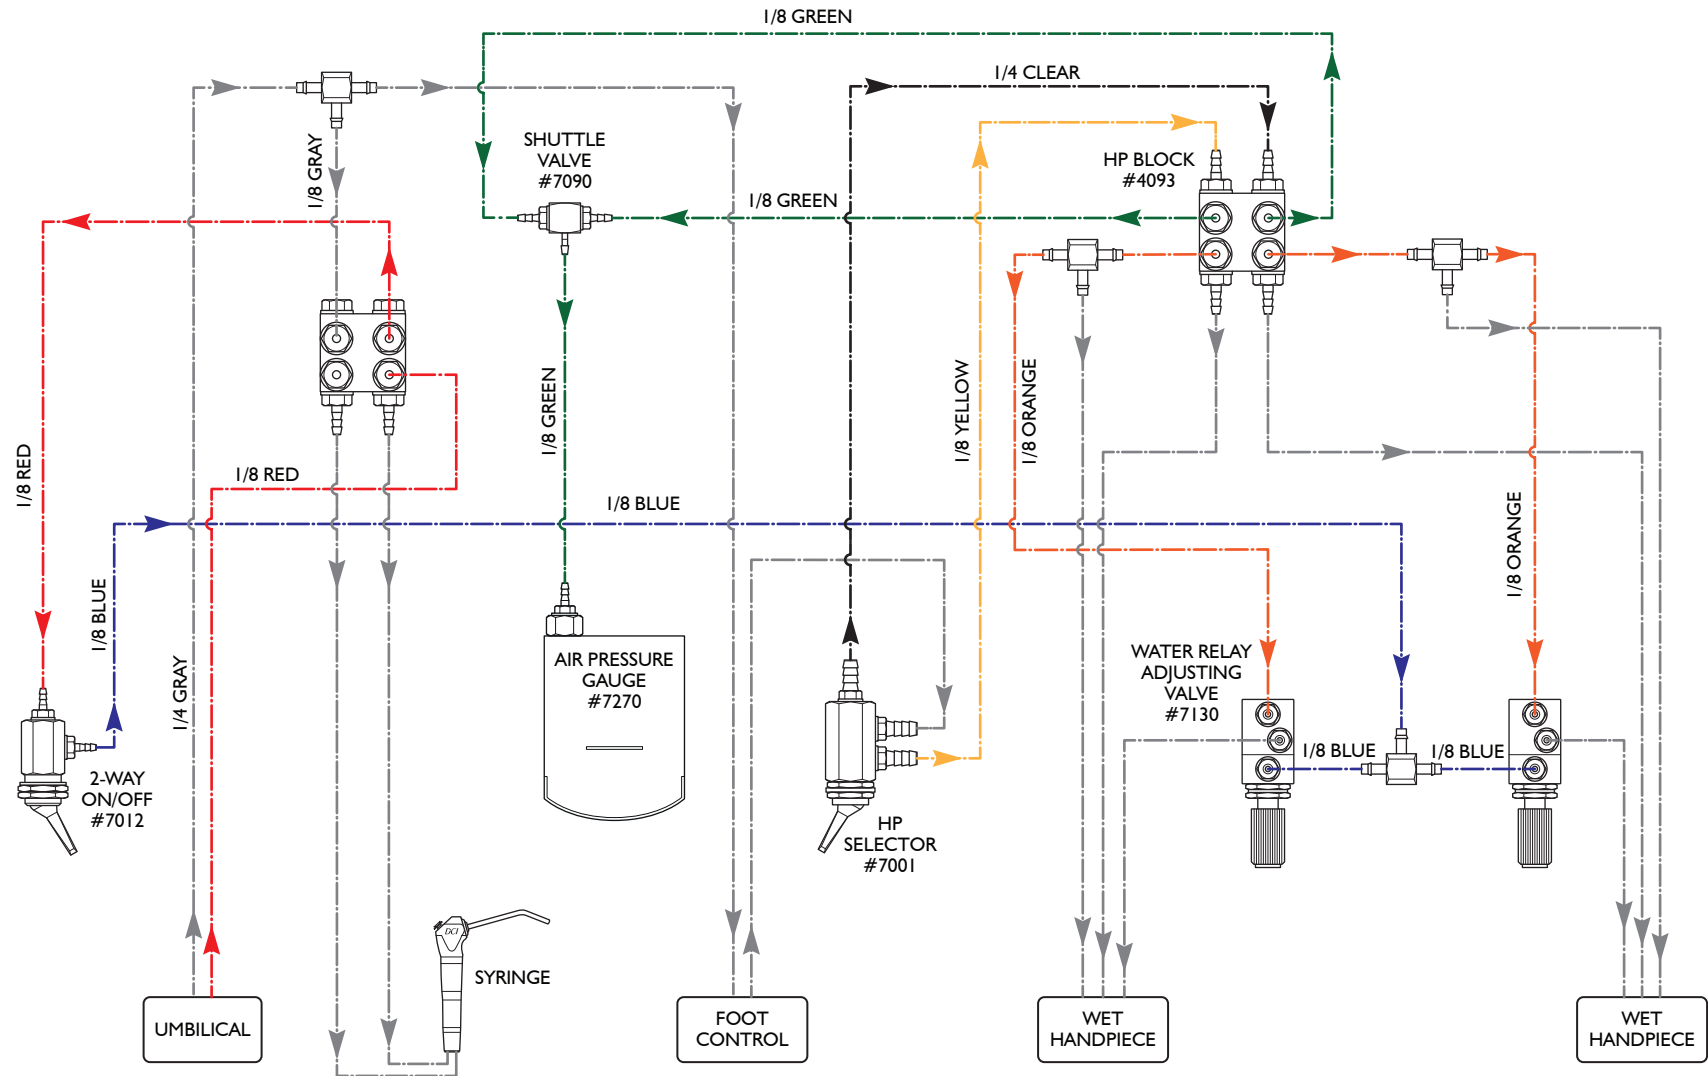 1/8 GREEN
1/4 CLEAR
SHUTTLE
VALVE
#7090
HP BLOCK
#4093
1/8 GRAY
1/8 GREEN
1/8 RED
1/8 RED
1/8 GREEN
1/8 YELLOW
1/8 ORANGE
1/8 BLUE
1/8 ORANGE
1/8 BLUE
1/4 GRAY
AIR PRESSURE
GAUGE
#7270
WATER RELAY
ADJUSTING
VALVE
#7130
1/8 BLUE
1/8 BLUE
2-WAY
ON/OFF
#7012
HP
SELECTOR
#7001
DCI
SYRINGE
UMBILICAL
FOOT
CONTROL
WET
HANDPIECE
WET
HANDPIECE